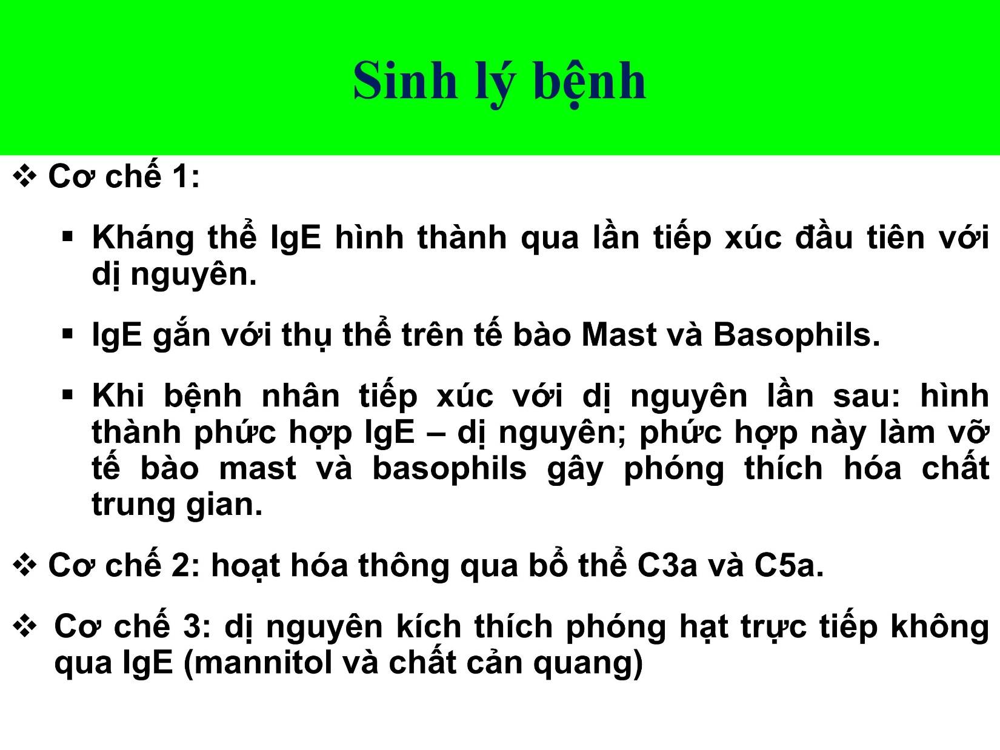 Sinh lý bệnh
❖ Cơ chế 1:
▪ Kháng thể IgE hình thành qua lần tiếp xúc đầu tiên với
dị nguyên.
▪ IgE gắn với thụ thể trên tế bào Mast và Basophils.
▪ Khi bệnh nhân tiếp xúc với dị nguyên lần sau: hình
thành phức hợp IgE – dị nguyên; phức hợp này làm vỡ
tế bào mast và basophils gây phóng thích hóa chất
trung gian.
❖ Cơ chế 2: hoạt hóa thông qua bổ thể C3a và C5a.
❖ Cơ chế 3: dị nguyên kích thích phóng hạt trực tiếp không
qua IgE (mannitol và chất cản quang)